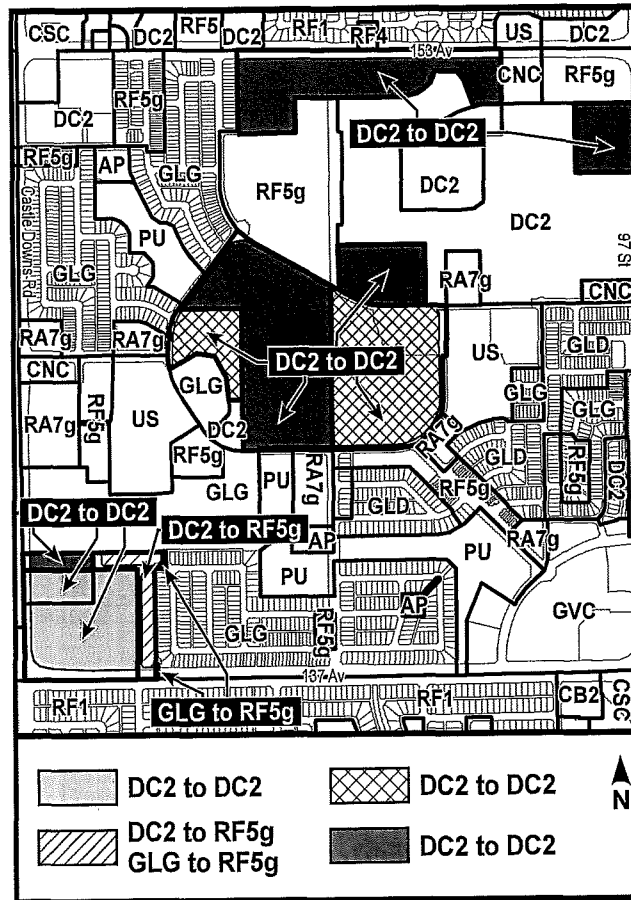 CSC
DC2
RF5
DC2
RF1
RF4
US
DC2
153 Av
CNC
RF5g
DC2
RF5g
DC2 to DC2
RF5g
AP
GLG
RF5g
DC2
DC2
Castle Downs Rd
PU
GLG
97 St
RA7g
CNC
RA7g
RA7g
DC2 to DC2
US
GLD
CNC
GLG
GLG
GLG
RA7g
RF5g
US
DC2
RF5g
RA7g
GLD
RF5g
DC2
GLG
PU
RA7g
GLD
RF5g
DC2 to DC2
DC2 to RF5g
AP
RA7g
PU
PU
AP
GVC
GLG
RF5g
137 Av
RF1
GLG to RF5g
RF1
CB2
CSC
DC2 to DC2
DC2 to DC2
DC2 to RF5g
GLG to RF5g
DC2 to DC2
N